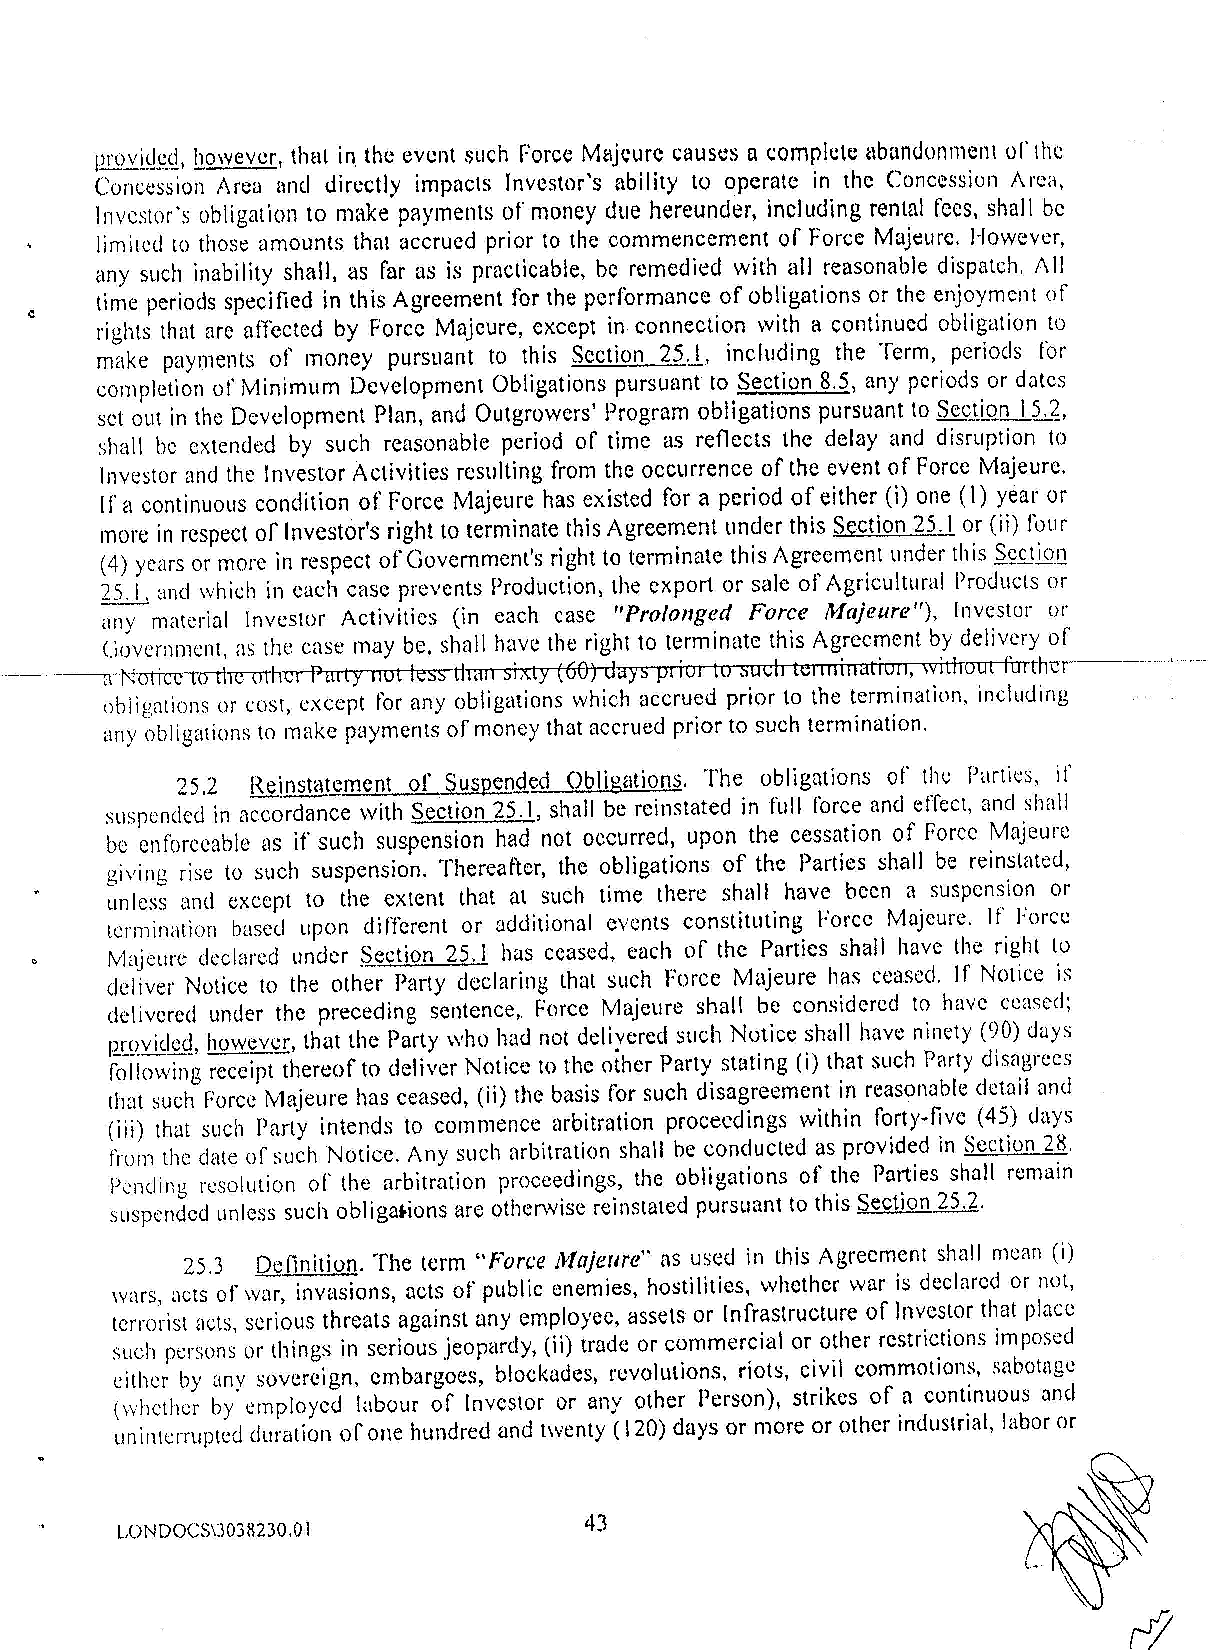 provided, however, that in the event such Force Majeure causes a complete abandonment of the
Concession Area and directly impacts Investor's ability to operate in the Concession Area,
Investor's obligation to make payments of money due hereunder, including rental fees, shall be
limited to those amounts that accrued prior to the commencement of Force Majeure. However,
any such inability shall, as far as is practicable, be remedied with all reasonable dispatch. All
time periods specified in this Agreement for the performance of obligations or the enjoyment of
rights that are affected by Force Majeure, except in connection with a continued obligation to
make payments of money pursuant to this Section 25.1, including the Term, periods for
completion of Minimum Development Obligations pursuant to Section 8.5, any periods or dates
set out in the Development Plan, and Outgrowers' Program obligations pursuant to Section 15.2,
shall be extended by such reasonable period of time as reflects the delay and disruption to
Investor and the Investor Activities resulting from the occurrence of the event of Force Majeure.
If a continuous condition of Force Majeure has existed for a period of either (i) one (1) year or
more in respect of Investor's right to terminate this Agreement under this Section 25.1 or (ii) four
(4) years or more in respect of Government's right to terminate this Agreement under this Section
25.1, and which in each case prevents Production, the export or sale of Agricultural Products or
any material Investor Activities (in each case "Prolonged Force Majeure"), Investor or
Government, as the case may be, shall have the right to terminate this Agreement by delivery of
a Notice to the other Party not less than sixty (60) days prior to such termination, without further
obligations or cost, except for any obligations which accrued prior to the termination, including
any obligations to make payments of money that accrued prior to such termination.
25.2 Reinstatement of Suspended Obligations. The obligations of the Parties, if
suspended in accordance with Section 25.1, shall be reinstated in full force and effect, and shall
be enforceable as if such suspension had not occurred, upon the cessation of Force Majeure
giving rise to such suspension. Thereafter, the obligations of the Parties shall be reinstated,
unless and except to the extent that at such time there shall have been a suspension or
termination based upon different or additional events constituting Force Majeure. If Force
Majeure declared under Section 25.1 has ceased, each of the Parties shall have the right to
deliver Notice to the other Party declaring that such Force Majeure has ceased. If Notice is
delivered under the preceding sentence, Force Majeure shall be considered to have ceased;
provided, however, that the Party who had not delivered such Notice shall have ninety (90) days
following receipt thereof to deliver Notice to the other Party stating (i) that such Party disagrees
that such Force Majeure has ceased, (ii) the basis for such disagreement in reasonable detail and
(iii) that such Party intends to commence arbitration proceedings within forty-five (45) days
from the date of such Notice. Any such arbitration shall be conducted as provided in Section 28.
Pending resolution of the arbitration proceedings, the obligations of the Parties shall remain
suspended unless such obligations are otherwise reinstated pursuant to this Section 25.2.
25.3 Definition. The term "Force Majeure" as used in this Agreement shall mean (i)
wars, acts of war, invasions, acts of public enemies, hostilities, whether war is declared or not,
terrorist acts, serious threats against any employee, assets or Infrastructure of Investor that place
such persons or things in serious jeopardy, (ii) trade or commercial or other restrictions imposed
either by any sovereign, embargoes, blockades, revolutions, riots, civil commotions, sabotage
(whether by employed labour of Investor or any other Person), strikes of a continuous and
uninterrupted duration of one hundred and twenty (120) days or more or other industrial, labor or
LONDOCS\3038230.01
43